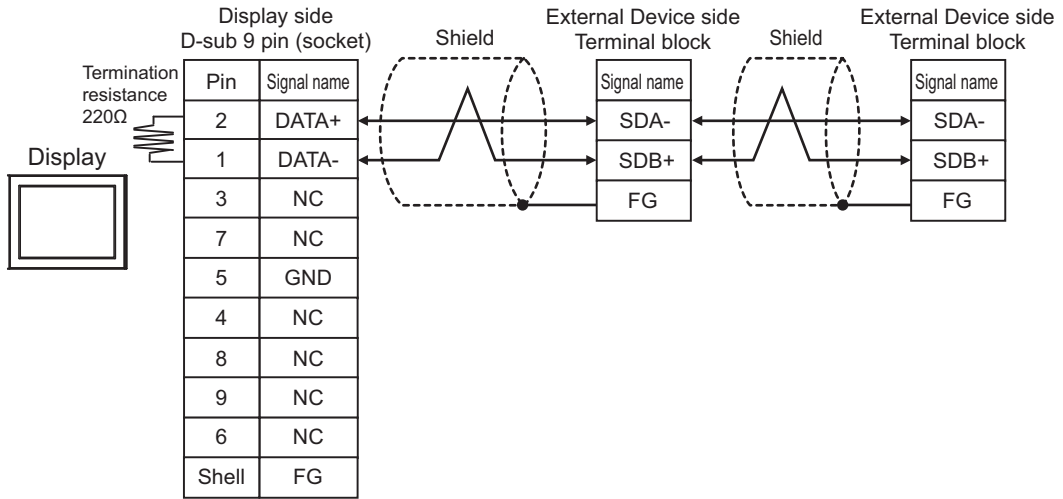 Display side
D-sub 9 pin (socket)
Shield
External Device side
Terminal block
Shield
External Device side
Terminal block
Termination
resistance
220Ω
Display
Pin Signal name
2 DATA+
1 DATA-
3 NC
7 NC
5 GND
4 NC
8 NC
9 NC
6 NC
Shell FG
Signal name
SDA-
SDB+
FG
Signal name
SDA-
SDB+
FG